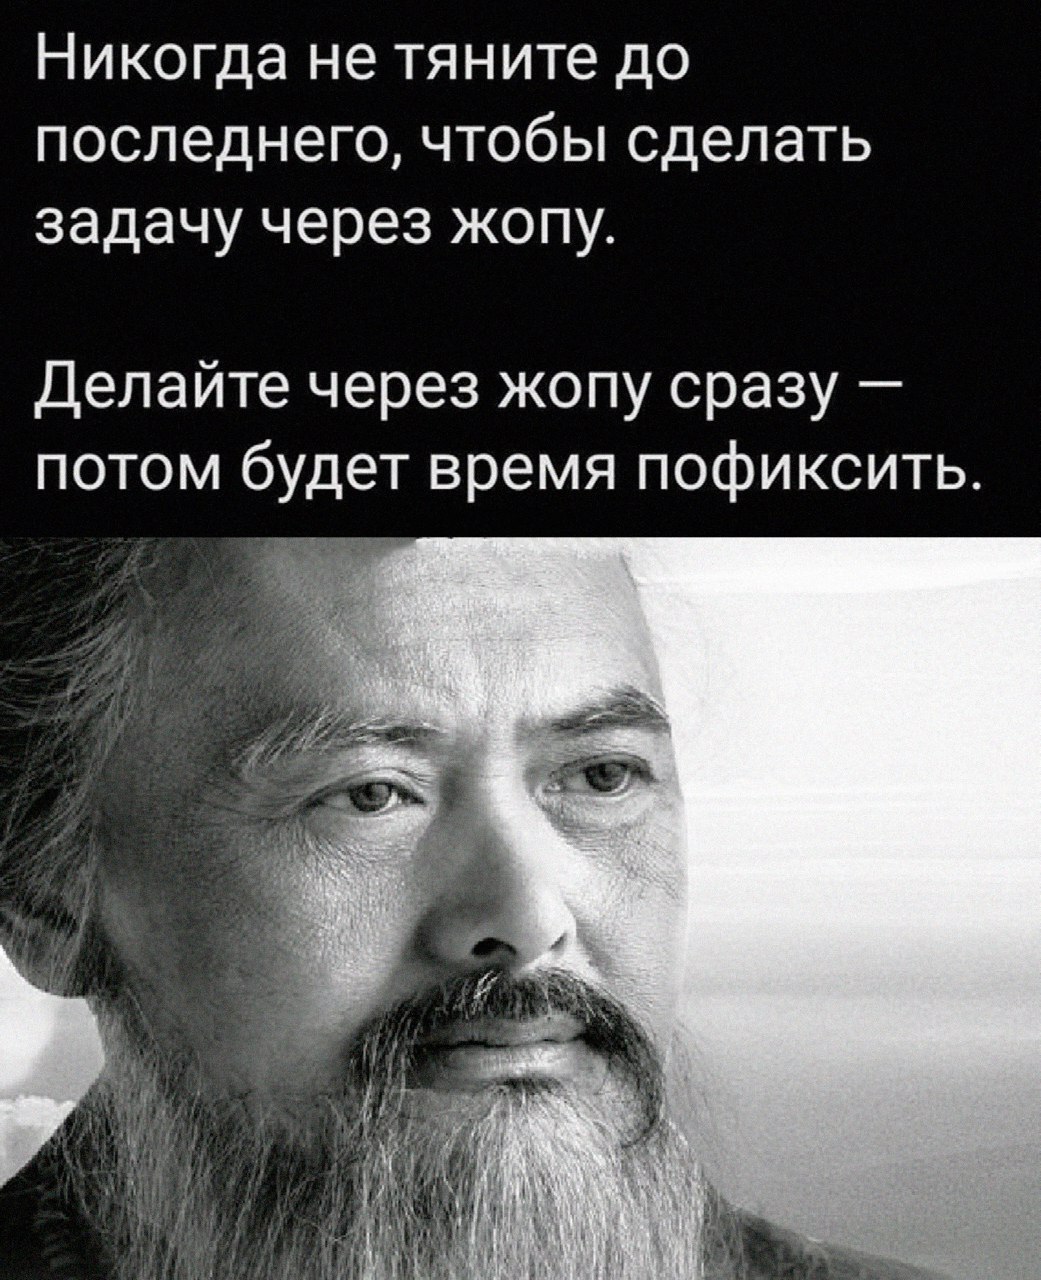 Никогда не тяните до
последнего, чтобы сделать
задачу через жопу.
Делайте через жопу сразу —
потом будет время пофиксить.